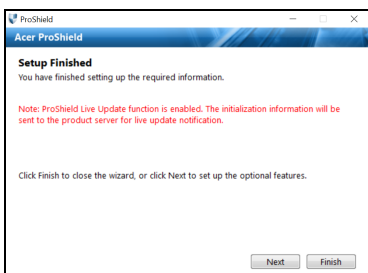 ProShield
Acer ProShield
Setup Finished
You have finished setting up the required information.
Note: ProShield Live Update function is enabled. The initialization information will be
sent to the product server for live update notification.
Click Finish to close the wizard, or click Next to set up the optional features.
Next Finish